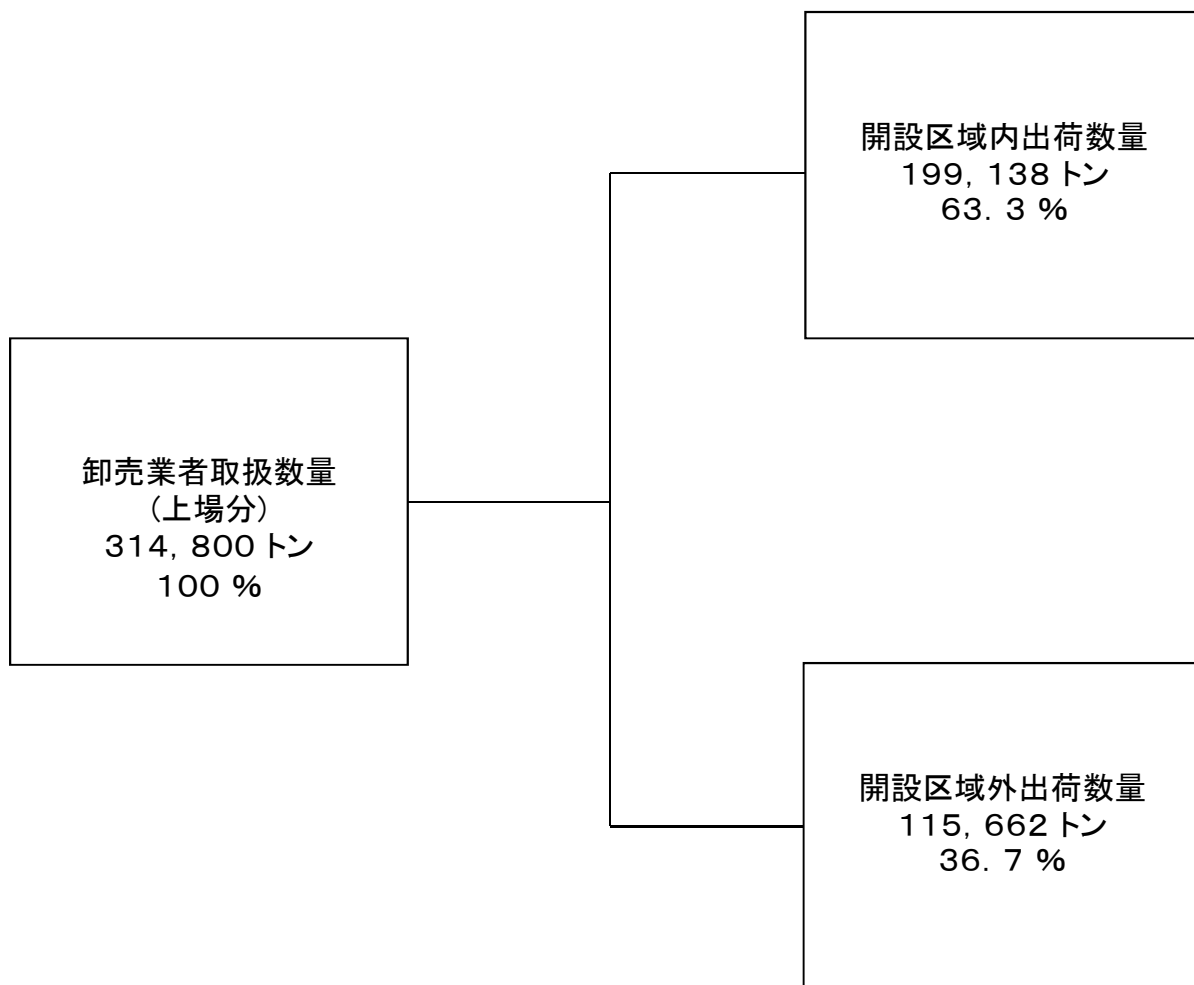 開設区域内出荷数量
199, 138 トン
63. 3 %
卸売業者取扱数量
(上場分)
314, 800 トン
100 %
開設区域外出荷数量
115, 662 トン
36. 7 %